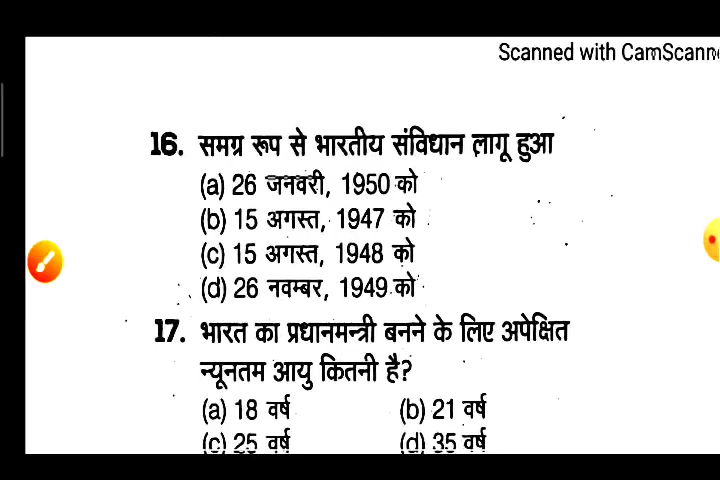 Scanned with CamScann
16. समग्र रूप से भारतीय संविधान लागू हुआ
(a) 26 जनवरी, 1950 को
(b) 15 अगस्त, 1947 को
(c) 15 अगस्त, 1948 को
(d) 26 नवम्बर, 1949 को
17. भारत का प्रधानमन्त्री बनने के लिए अपेक्षित
न्यूनतम आयु कितनी है?
(a) 18 वर्ष (b) 21 वर्ष
(c) 25 वर्ष (d) 35 वर्ष